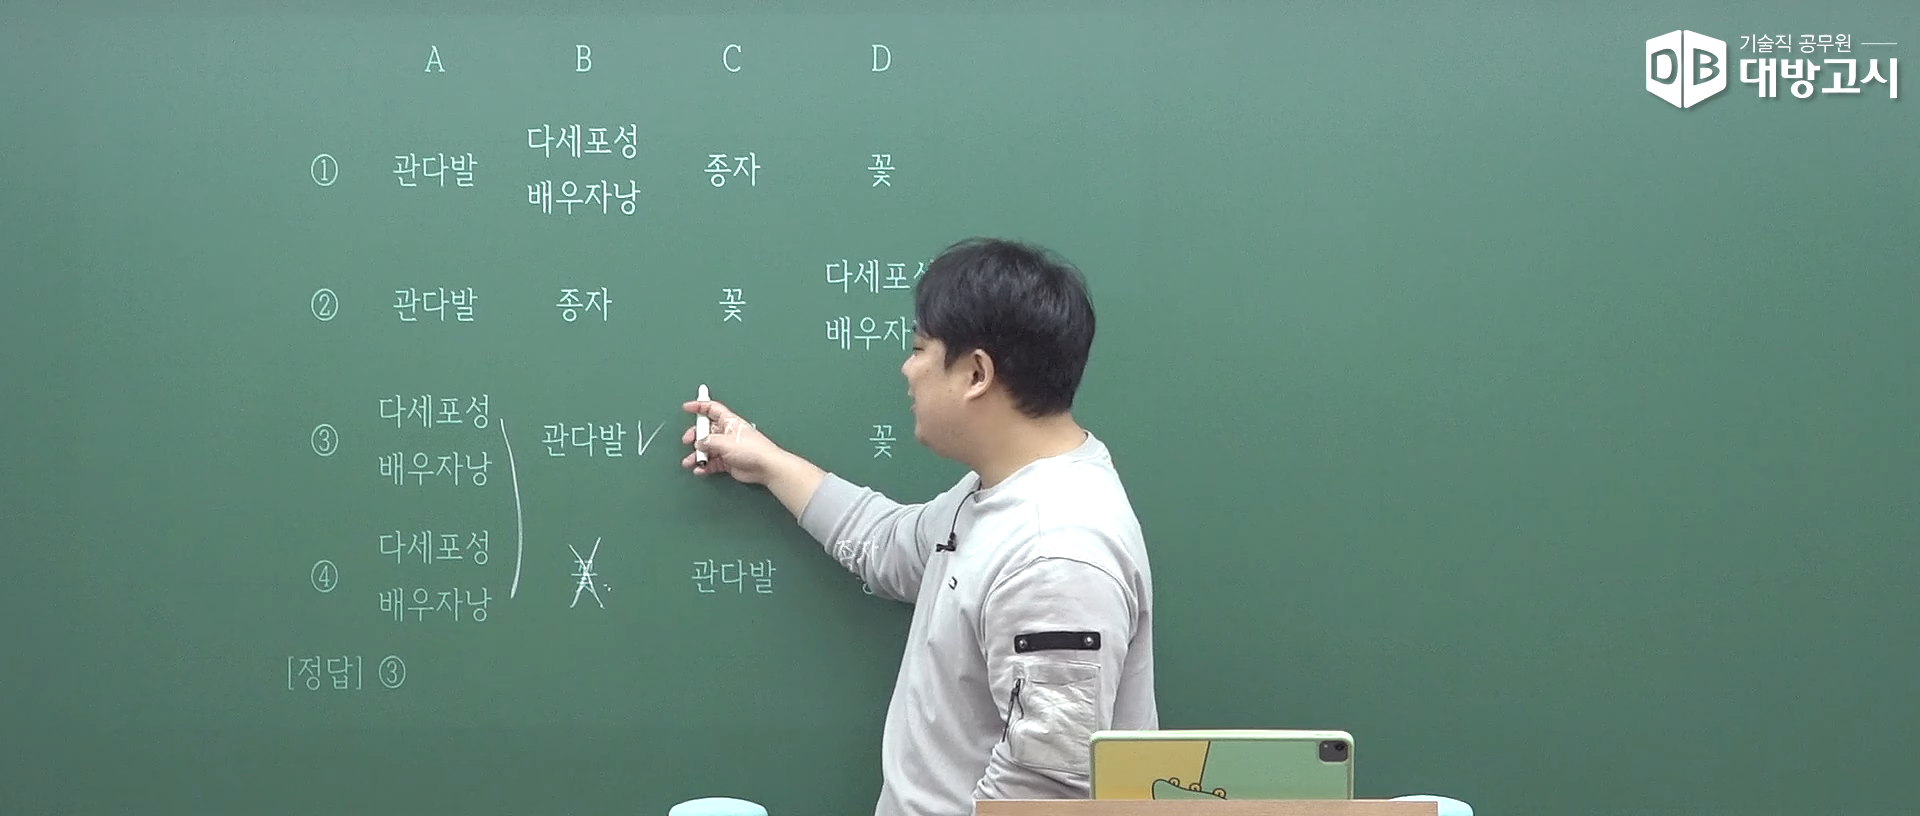 A B C D
다세포성
① 관다발 종자 꽃
배우자낭
다세포
② 관다발 종자 꽃
배우자
다세포성
③ 관다발 꽃
배우자낭
다세포성
④ 관다발
배우자낭
[정답] ③
기술직 공무원
DB 대방고시